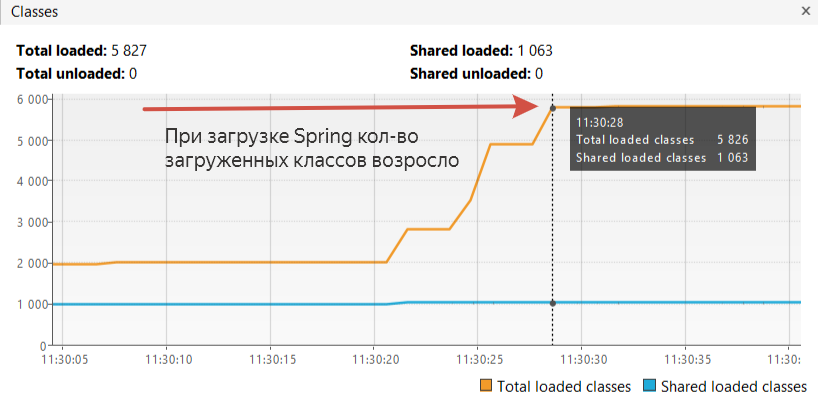 Classes
Total loaded: 5 827
Shared loaded: 1 063
Total unloaded: 0
Shared unloaded: 0
6 000
5 000
4 000
3 000
2 000
1 000
0
При загрузке Spring кол-во
загруженных классов возросло
11:30:28
Total loaded classes 5 826
Shared loaded classes 1 063
11:30:05 11:30:10 11:30:15 11:30:20 11:30:25 11:30:30 11:30:35 11:30:
Total loaded classes Shared loaded classes